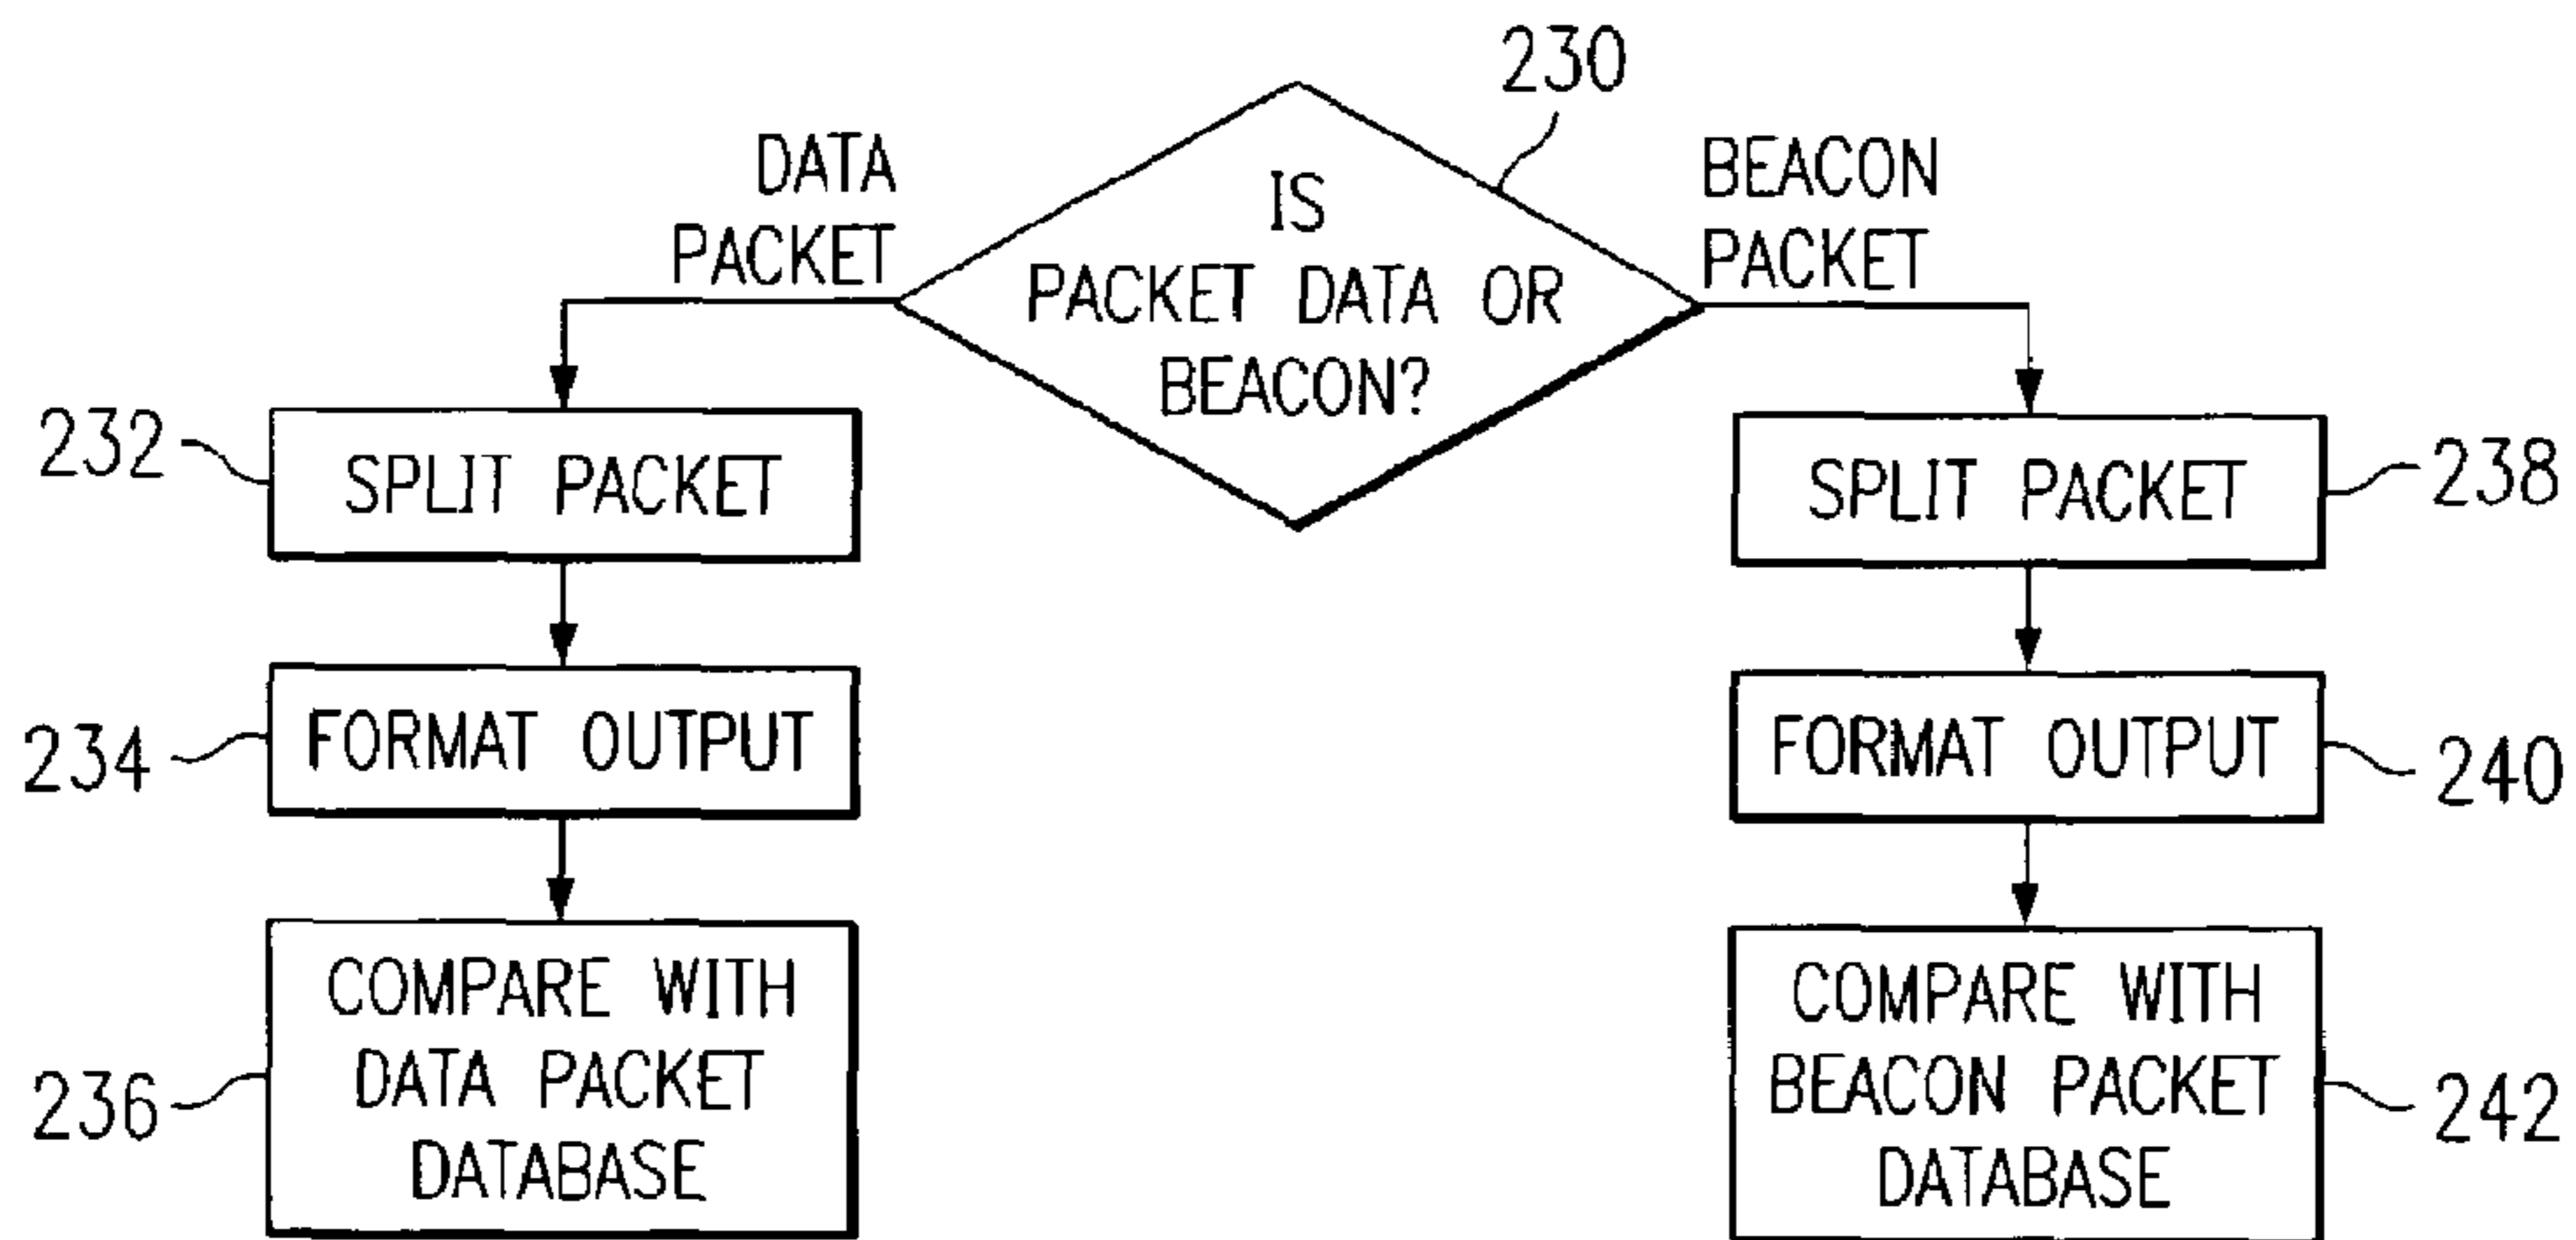 230
DATA
PACKET
IS
PACKET DATA OR
BEACON?
BEACON
PACKET
232
SPLIT PACKET
234
FORMAT OUTPUT
236
COMPARE WITH
DATA PACKET
DATABASE
SPLIT PACKET
238
FORMAT OUTPUT
240
COMPARE WITH
BEACON PACKET
DATABASE
242